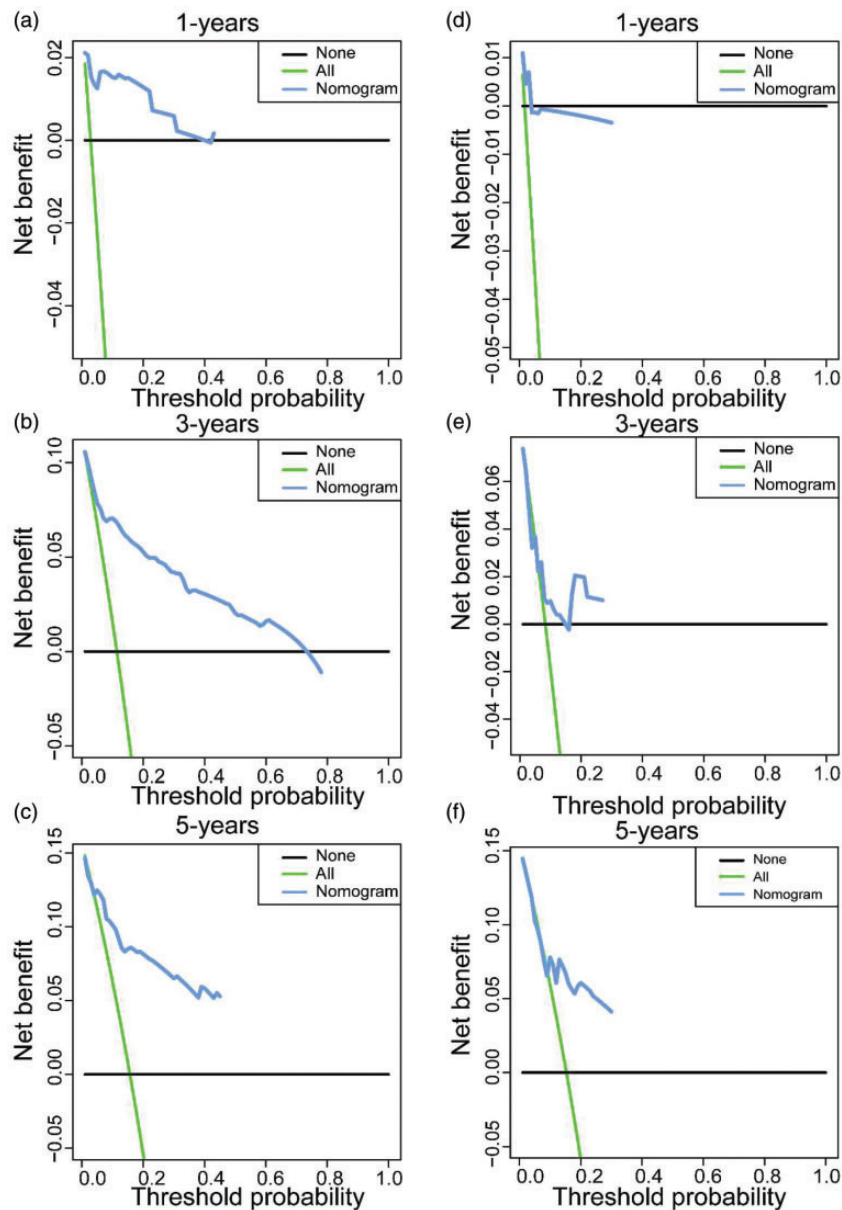 (a)
1-years
None
All
Nomogram
Net benefit
0.02
0.00
−0.02
−0.04
0.0 0.2 0.4 0.6 0.8 1.0
Threshold probability
(d)
1-years
None
All
Nomogram
Net benefit
0.01
0.00
−0.01
−0.02
−0.03
−0.04
−0.05
0.0 0.2 0.4 0.6 0.8 1.0
Threshold probability
(b)
3-years
None
All
Nomogram
Net benefit
0.10
0.05
0.00
−0.05
0.0 0.2 0.4 0.6 0.8 1.0
Threshold probability
(e)
3-years
None
All
Nomogram
Net benefit
0.06
0.04
0.02
0.00
−0.02
−0.04
0.0 0.2 0.4 0.6 0.8 1.0
Threshold probability
(c)
5-years
None
All
Nomogram
Net benefit
0.15
0.10
0.05
0.00
−0.05
0.0 0.2 0.4 0.6 0.8 1.0
Threshold probability
(f)
5-years
None
All
Nomogram
Net benefit
0.15
0.10
0.05
0.00
−0.05
0.0 0.2 0.4 0.6 0.8 1.0
Threshold probability